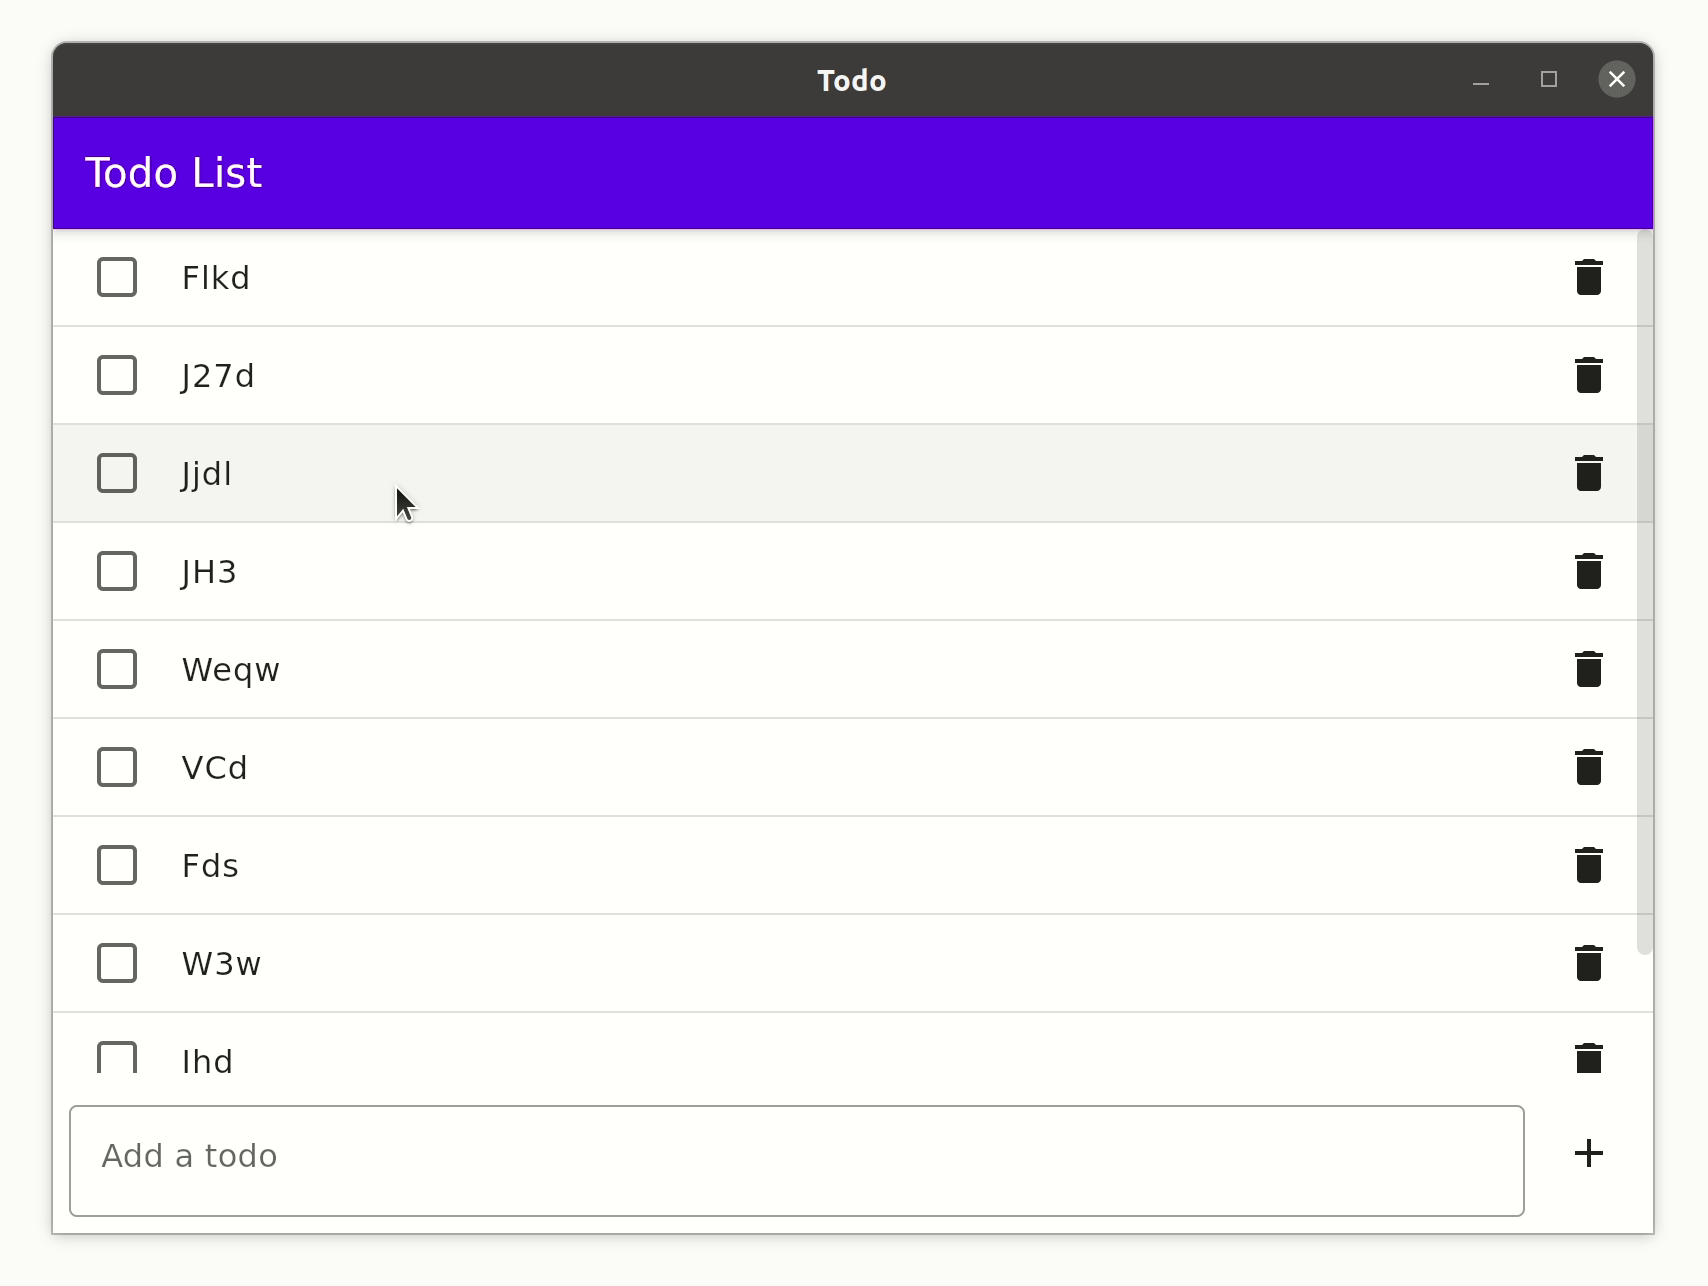 Todo
Todo List
Flkd
J27d
Jjdl
JH3
Weqw
VCd
Fds
W3w
Ihd
Add a todo